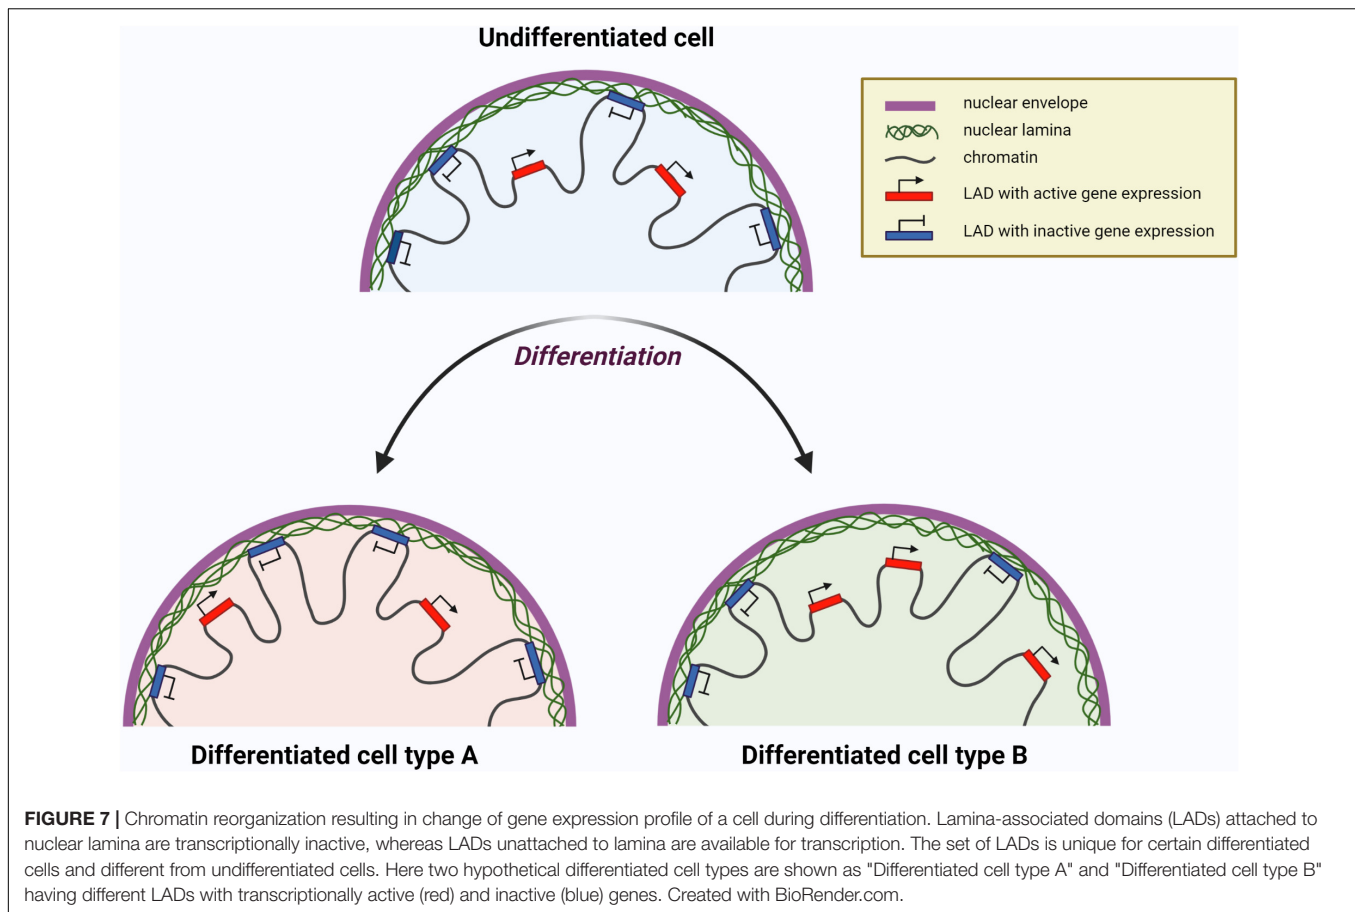 Undifferentiated cell
nuclear envelope
nuclear lamina
chromatin
LAD with active gene expression
LAD with inactive gene expression
Differentiation
Differentiated cell type A
Differentiated cell type B
FIGURE 7 | Chromatin reorganization resulting in change of gene expression profile of a cell during differentiation. Lamina-associated domains (LADs) attached to
nuclear lamina are transcriptionally inactive, whereas LADs unattached to lamina are available for transcription. The set of LADs is unique for certain differentiated
cells and different from undifferentiated cells. Here two hypothetical differentiated cell types are shown as "Differentiated cell type A" and "Differentiated cell type B"
having different LADs with transcriptionally active (red) and inactive (blue) genes. Created with BioRender.com.